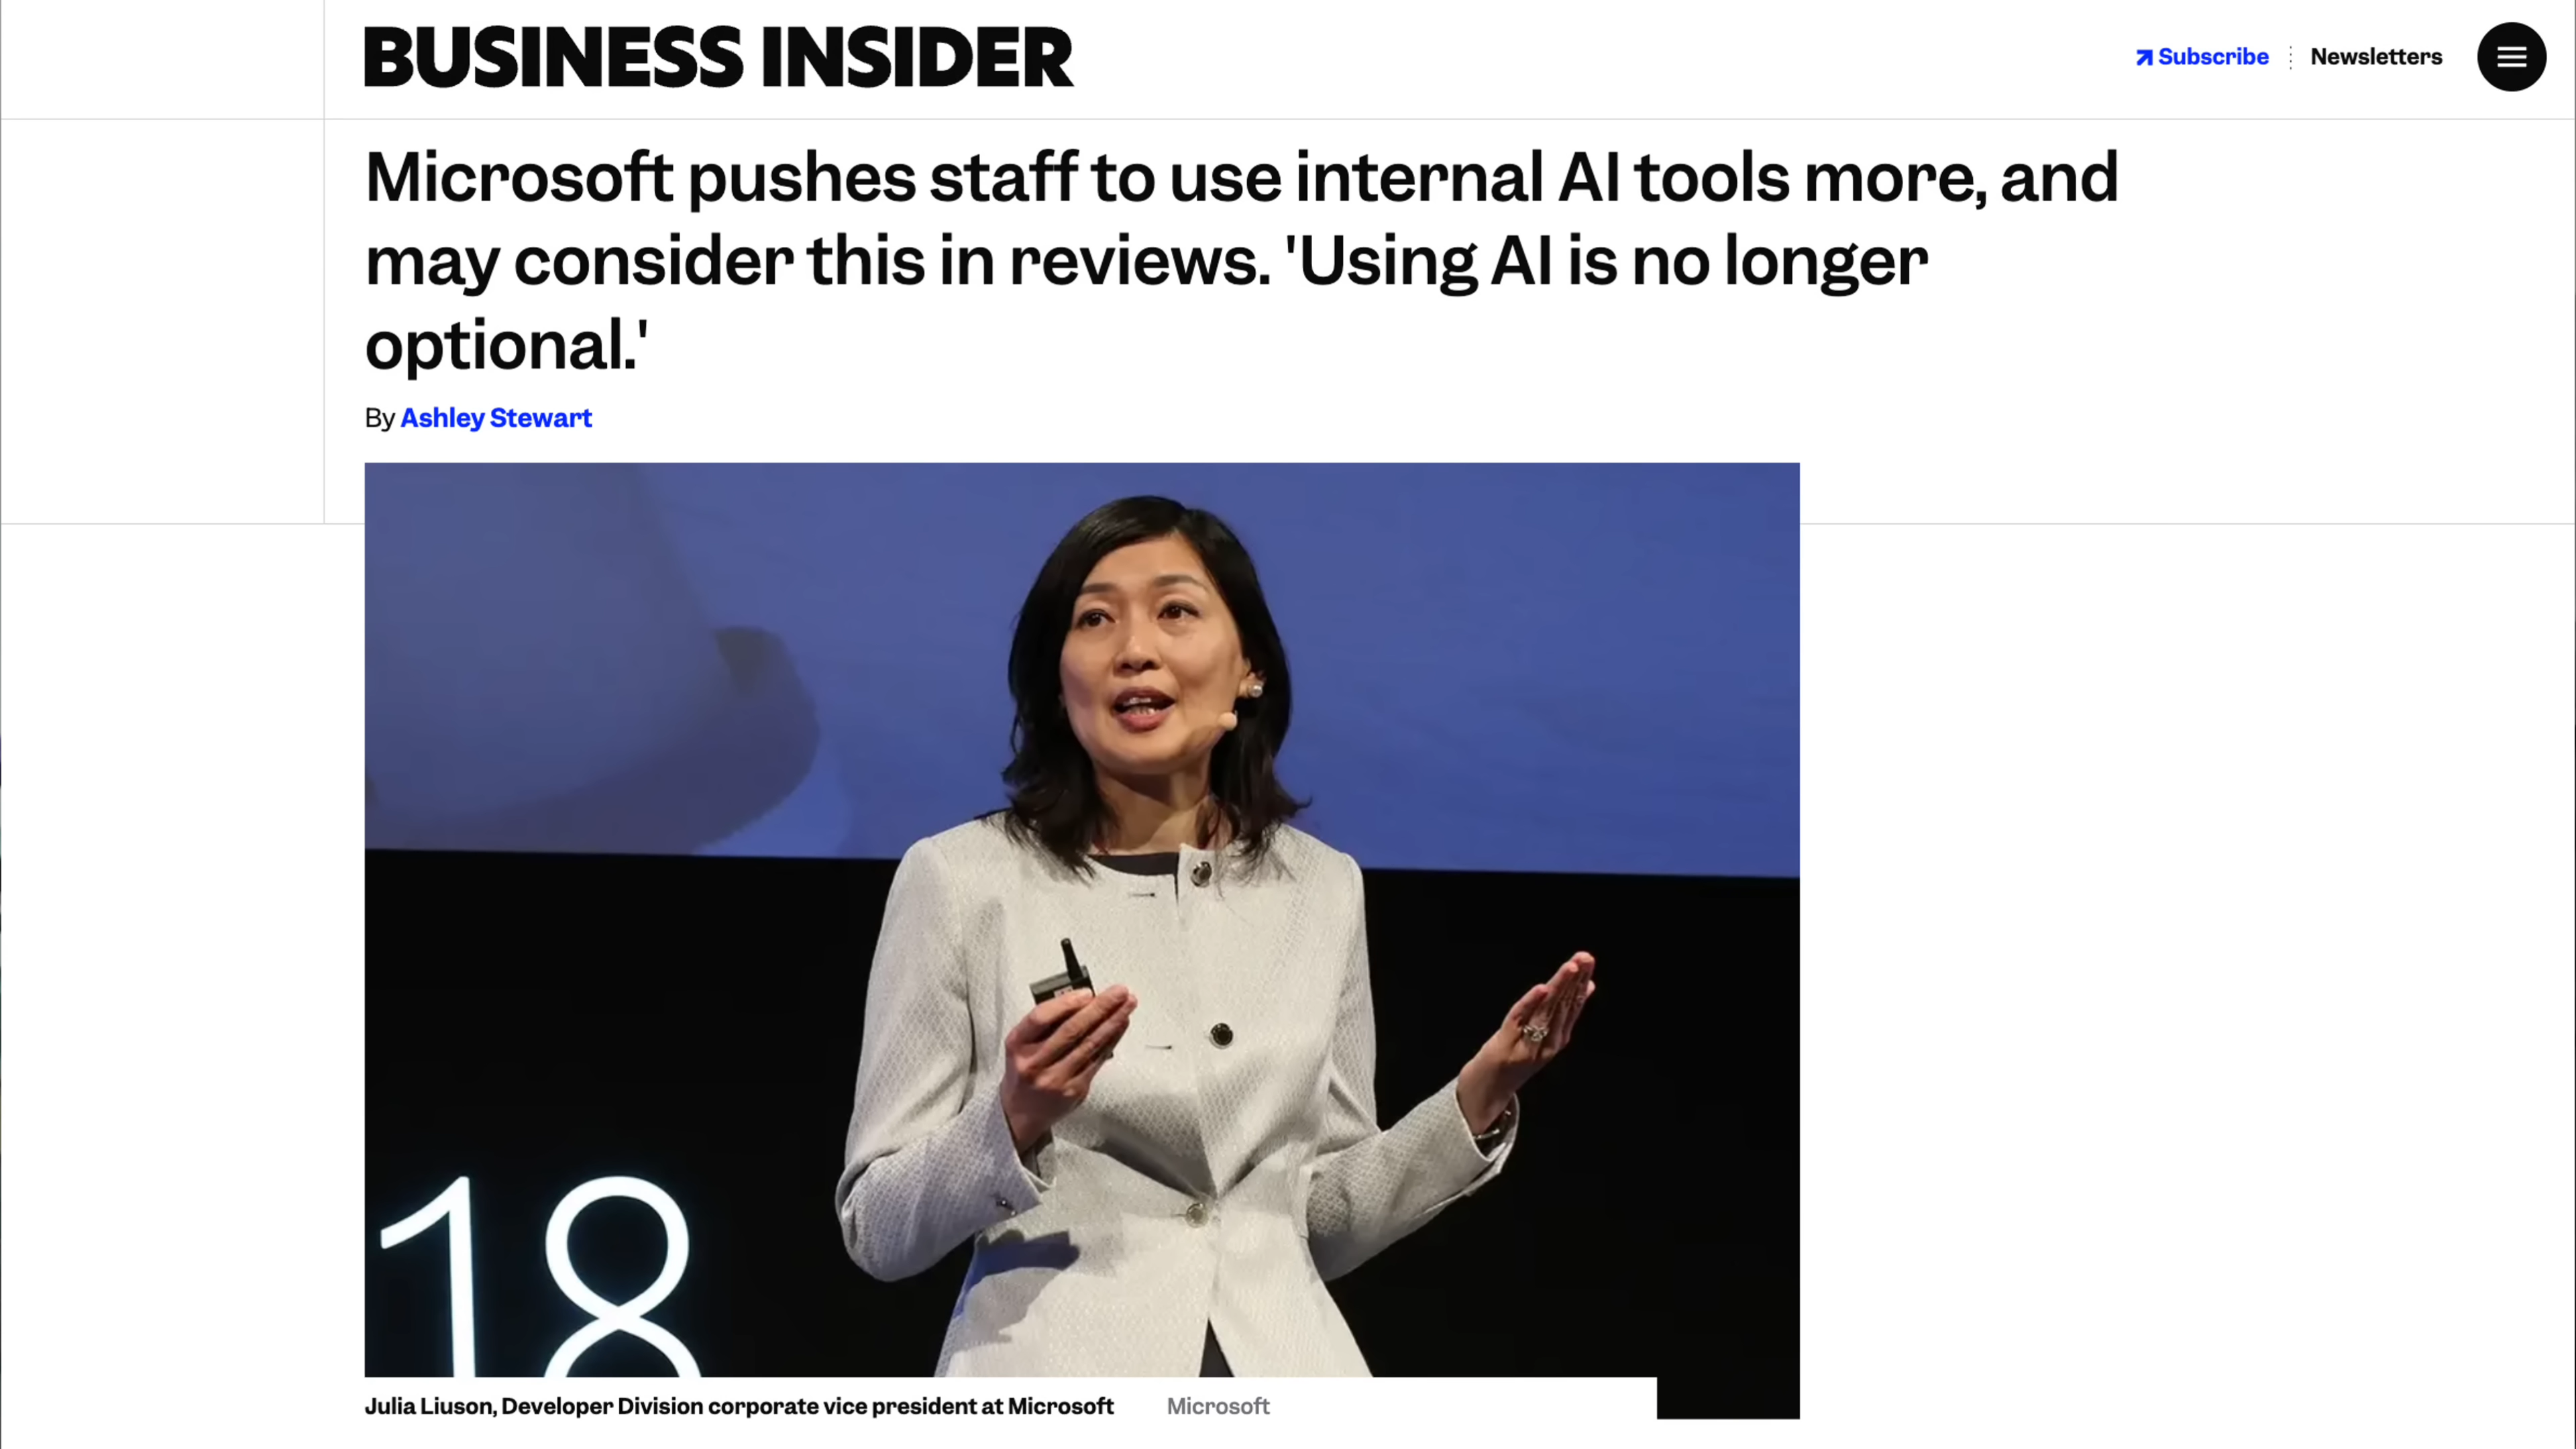 BUSINESS INSIDER
Subscribe
Newsletters
Microsoft pushes staff to use internal AI tools more, and
may consider this in reviews. 'Using AI is no longer
optional.'
By Ashley Stewart
18
Julia Liuson, Developer Division corporate vice president at Microsoft Microsoft